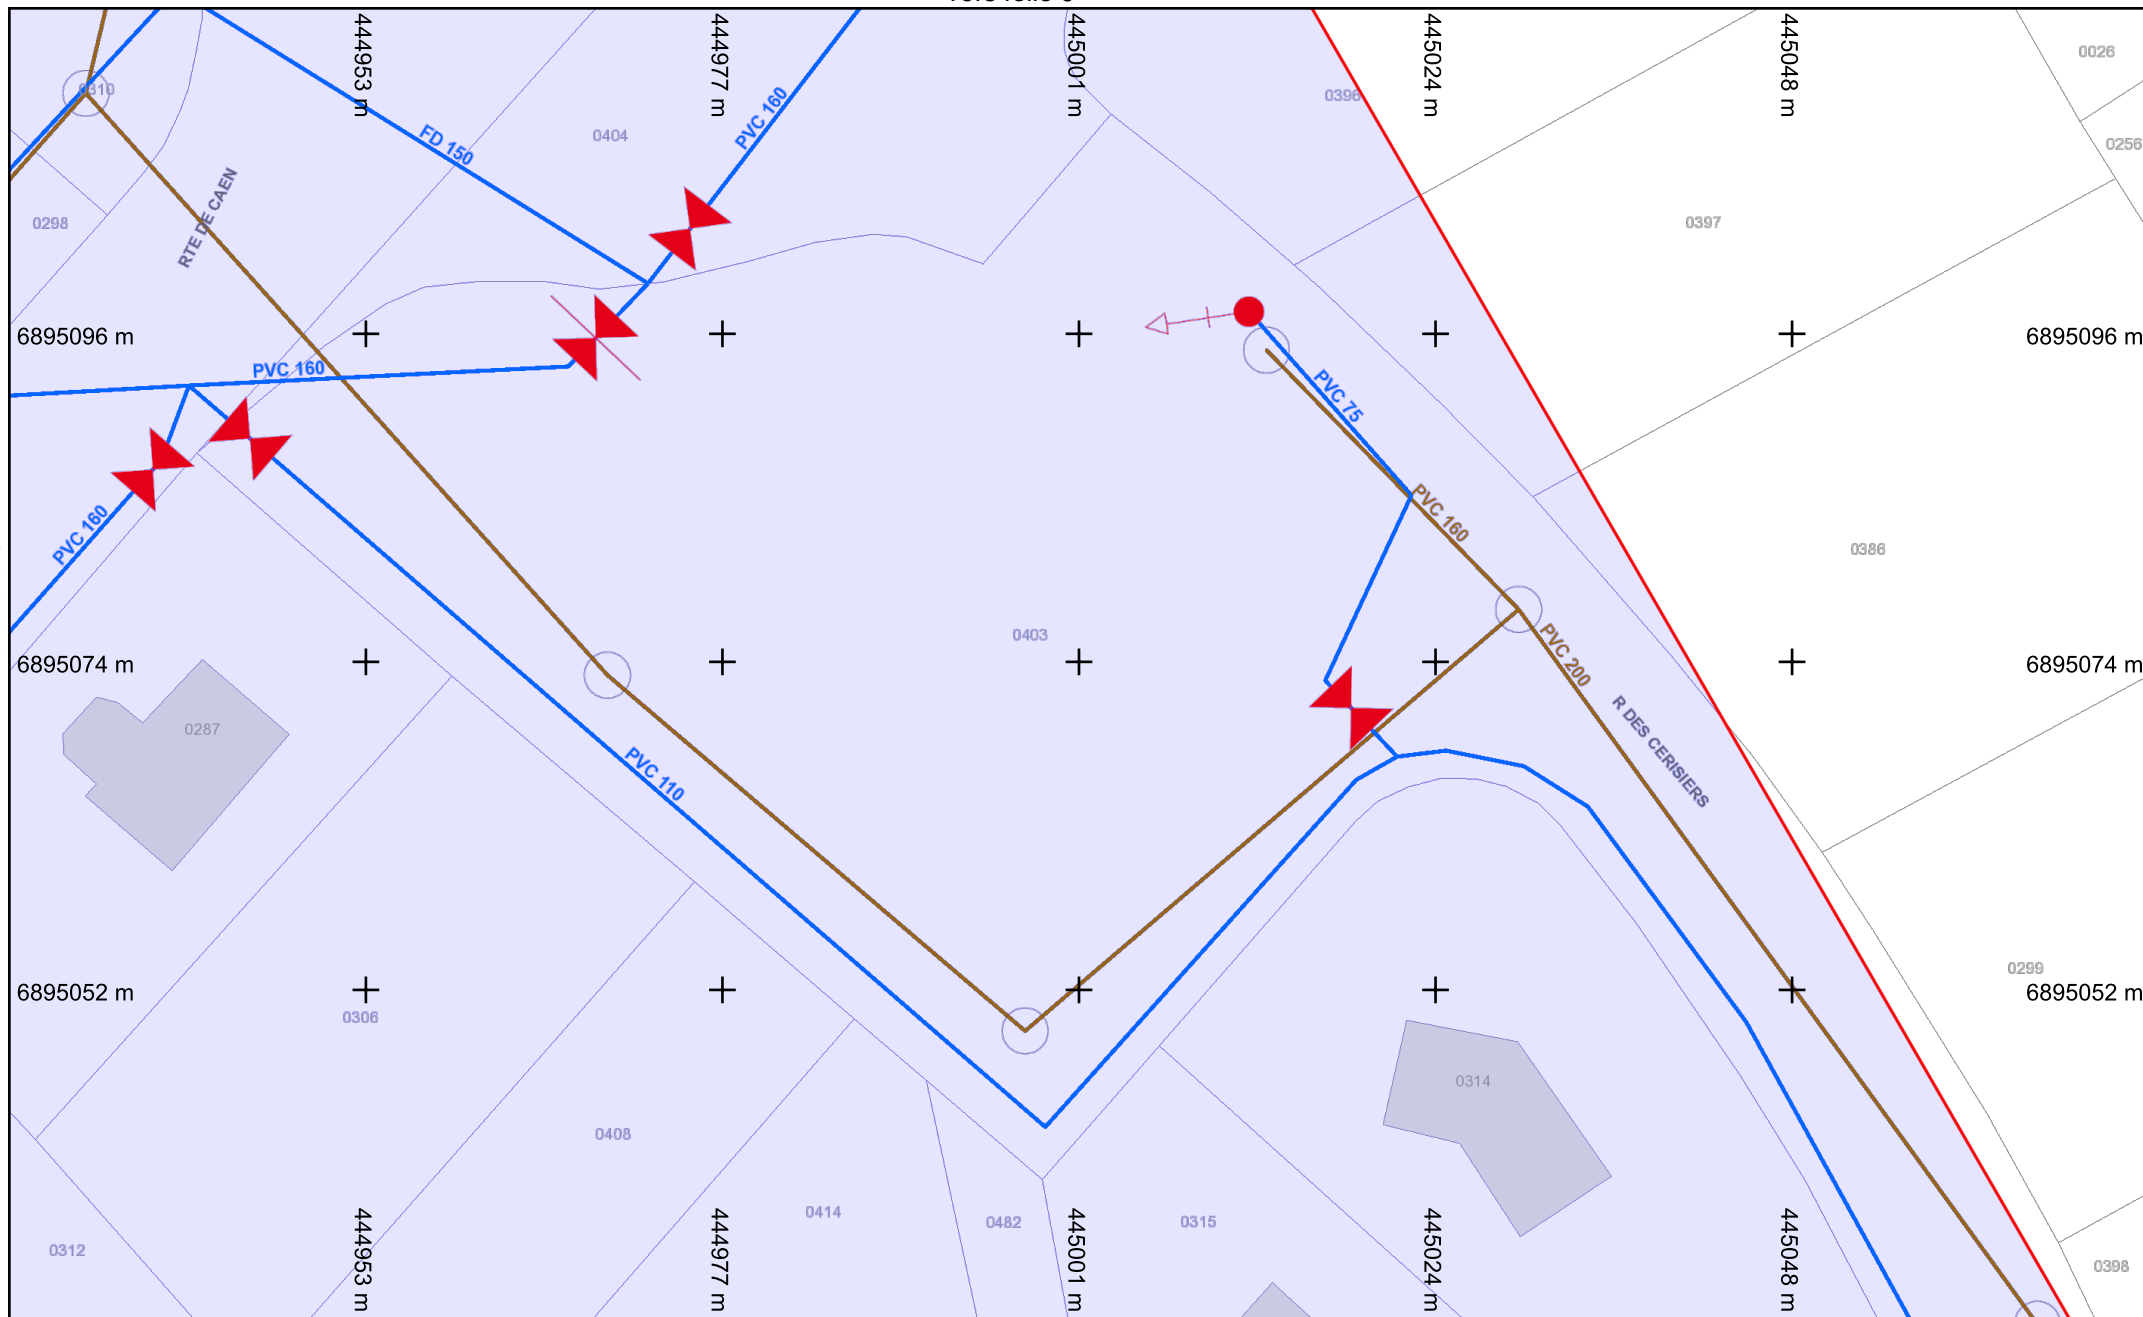 444953 m
444977 m
445001 m
445024 m
445048 m
0026
0310
0396
FD 150
0404
PVC 160
0256
RTE DE CAEN
0298
0397
6895096 m
6895096 m
PVC 160
PVC 75
PVC 160
PVC 160
0386
0403
6895074 m
6895074 m
PVC 200
0287
R DES CERISIERS
PVC 110
0299
6895052 m
6895052 m
0306
0314
0408
0414
0482
0315
0312
0398
444953 m
444977 m
445001 m
445024 m
445048 m